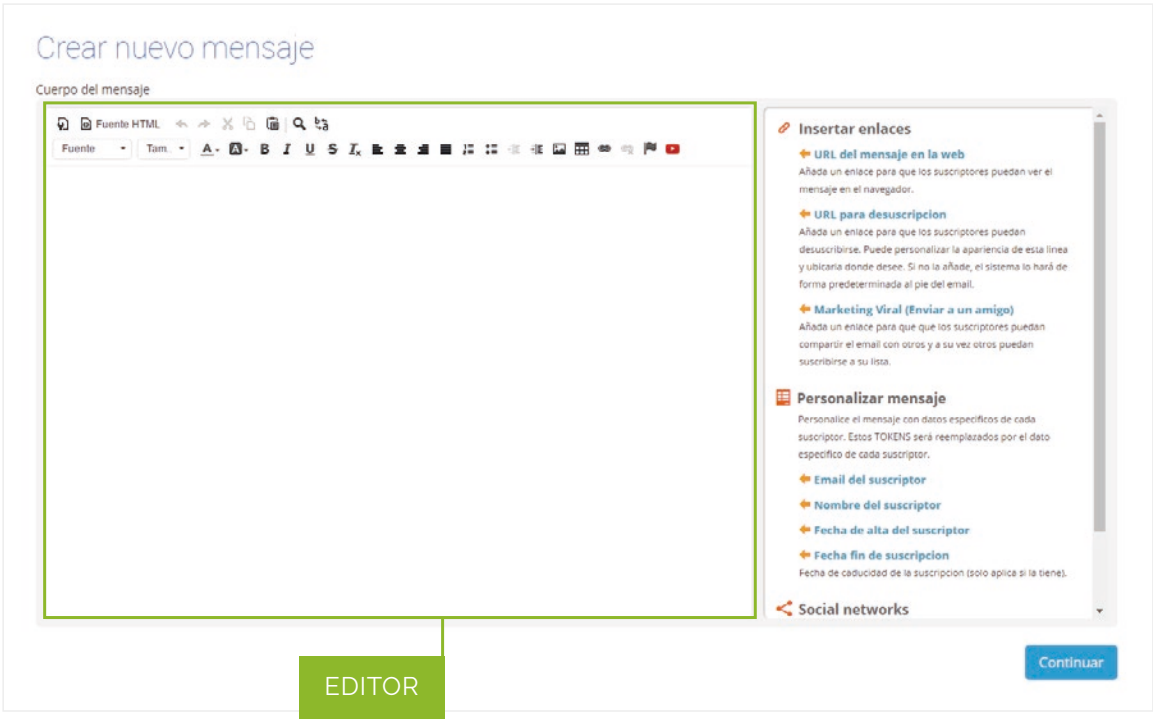 Crear nuevo mensaje
Cuerpo del mensaje
Fuente HTML
Fuente Tam.. A A B I U S Ix
Insertar enlaces
URL del mensaje en la web
Añada un enlace para que los suscriptores puedan ver el
mensaje en el navegador.
URL para desuscripcion
Añada un enlace para que los suscriptores puedan
desuscribirse. Puede personalizar la apariencia de esta linea
y ubicarla donde desee. Si no la añade, el sistema lo hará de
forma predeterminada al pie del email.
Marketing Viral (Enviar a un amigo)
Añada un enlace para que que los suscriptores puedan
compartir el email con otros y a su vez otros puedan
suscribirse a su lista.
Personalizar mensaje
Personalice el mensaje con datos específicos de cada
suscriptor. Estos TOKENS será reemplazados por el dato
especifico de cada suscriptor.
Email del suscriptor
Nombre del suscriptor
Fecha de alta del suscriptor
Fecha fin de suscripcion
Fecha de caducidad de la suscripcion (solo aplica si la tiene).
Social networks
Continuar
EDITOR